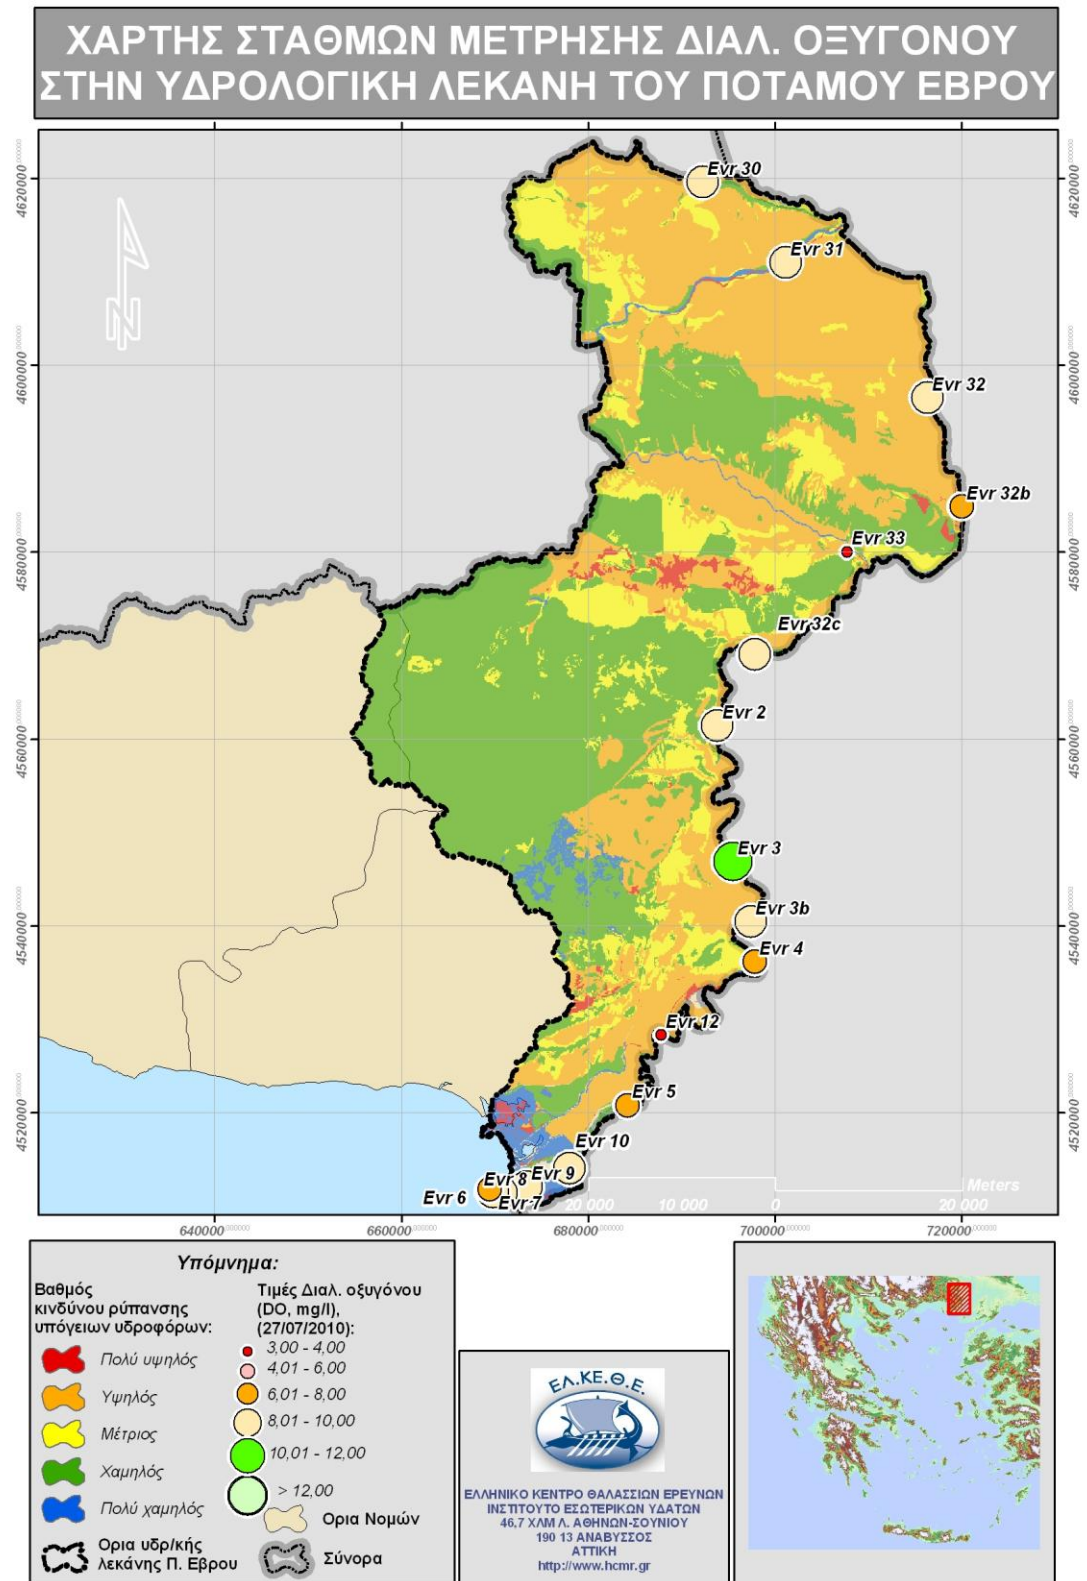 ΧΑΡΤΗΣ ΣΤΑΘΜΩΝ ΜΕΤΡΗΣΗΣ ΔΙΑΛ. ΟΞΥΓΟΝΟΥ
ΣΤΗΝ ΥΔΡΟΛΟΓΙΚΗ ΛΕΚΑΝΗ ΤΟΥ ΠΟΤΑΜΟΥ ΕΒΡΟΥ
Evr 30
4620000
4620000
Evr 31
N
4600000
4600000
Evr 32
Evr 32b
Evr 33
4580000
4580000
Evr 32c
Evr 2
4560000
4560000
Evr 3
Evr 3b
4540000
4540000
Evr 4
Evr 12
Evr 5
4520000
4520000
Evr 10
Evr 8
Evr 9
Evr 6
Evr 7
Meters
20 000
10 000
0
20 000
640000
660000
680000
700000
720000
Υπόμνημα:
Βαθμός
κινδύνου ρύπανσης
υπόγειων υδροφόρων:
Πολύ υψηλός
Υψηλός
Μέτριος
Χαμηλός
Πολύ χαμηλός
Ορια υδρ/κής
λεκάνης Π. Εβρου
Τιμές Διαλ. οξυγόνου
(DO, mg/l),
(27/07/2010):
3,00 - 4,00
4,01 - 6,00
6,01 - 8,00
8,01 - 10,00
10,01 - 12,00
> 12,00
Ορια Νομών
Σύνορα
ΕΛ.ΚΕ.Θ.Ε.
ΕΛΛΗΝΙΚΟ ΚΕΝΤΡΟ ΘΑΛΑΣΣΙΩΝ ΕΡΕΥΝΩΝ
ΙΝΣΤΙΤΟΥΤΟ ΕΣΩΤΕΡΙΚΩΝ ΥΔΑΤΩΝ
46,7 ΧΛΜ Λ. ΑΘΗΝΩΝ-ΣΟΥΝΙΟΥ
190 13 ΑΝΑΒΥΣΣΟΣ
ΑΤΤΙΚΗ
http://www.hcmr.gr